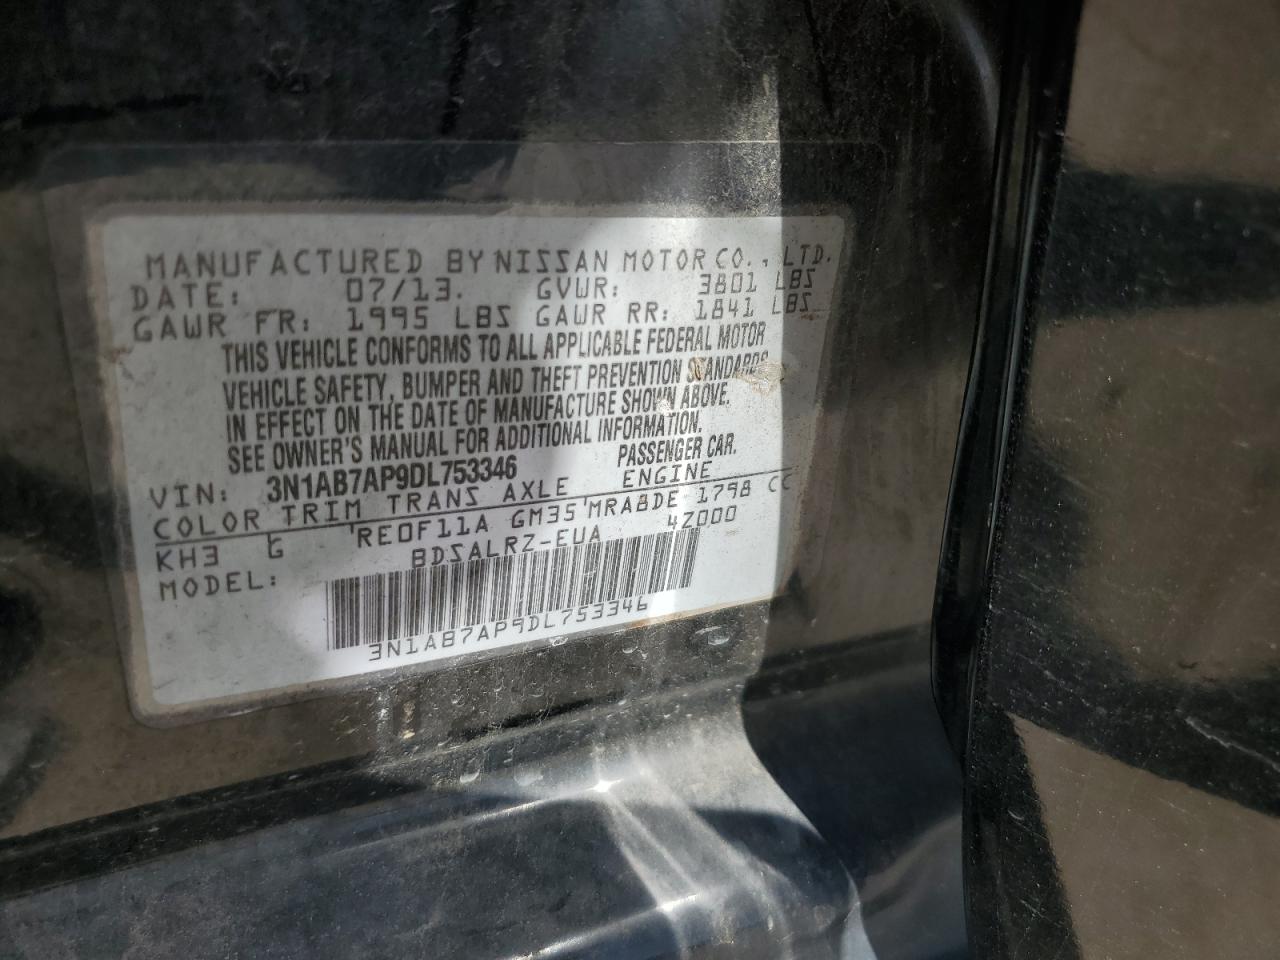 MANUFACTURED BY NISSAN MOTOR CO., LTD.
DATE: 07/13. GVWR: 3801 LBS
GAWR FR: 1995 LBS GAWR RR: 1841 LBS
THIS VEHICLE CONFORMS TO ALL APPLICABLE FEDERAL MOTOR
VEHICLE SAFETY, BUMPER AND THEFT PREVENTION STANDARDS
IN EFFECT ON THE DATE OF MANUFACTURE SHOWN ABOVE.
SEE OWNER'S MANUAL FOR ADDITIONAL INFORMATION.
VIN: 3N1AB7AP9DL753346 PASSENGER CAR.
COLOR TRIM TRANS AXLE ENGINE
KH3 G RE0F11A GM35 MRA8DE 1798 CC
MODEL: BDSALRZ-EUA 4Z000
3N1AB7AP9DL753346